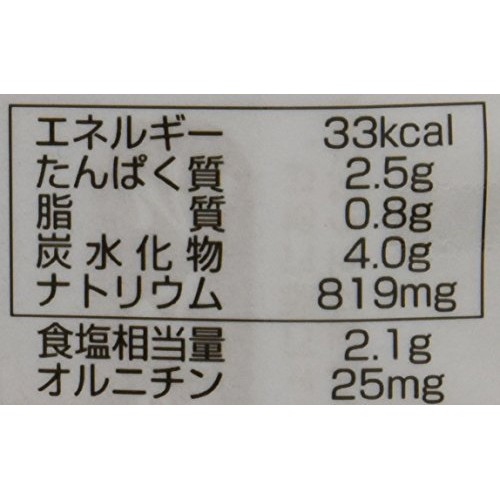 エネルギー 33kcal
たんぱく質 2.5g
脂質 0.8g
炭水化物 4.0g
ナトリウム 819mg
食塩相当量 2.1g
オルニチン 25mg